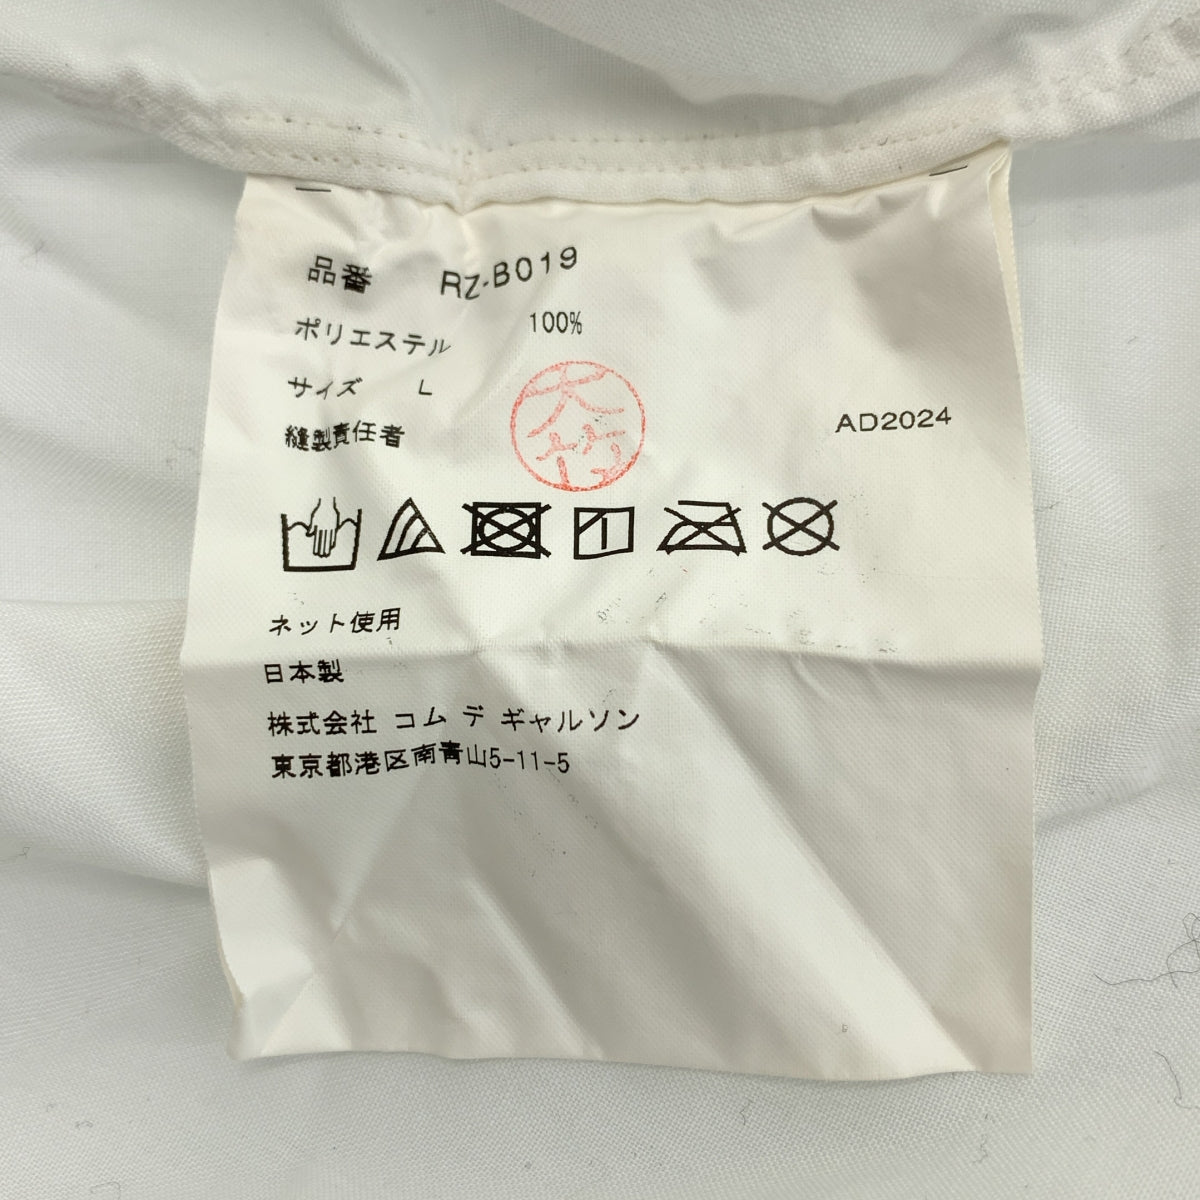 品番 RZ-B019
ポリエステル 100%
サイズ L
縫製責任者 大竹
AD2024
ネット使用
日本製
株式会社 コム デ ギャルソン
東京都港区南青山5-11-5